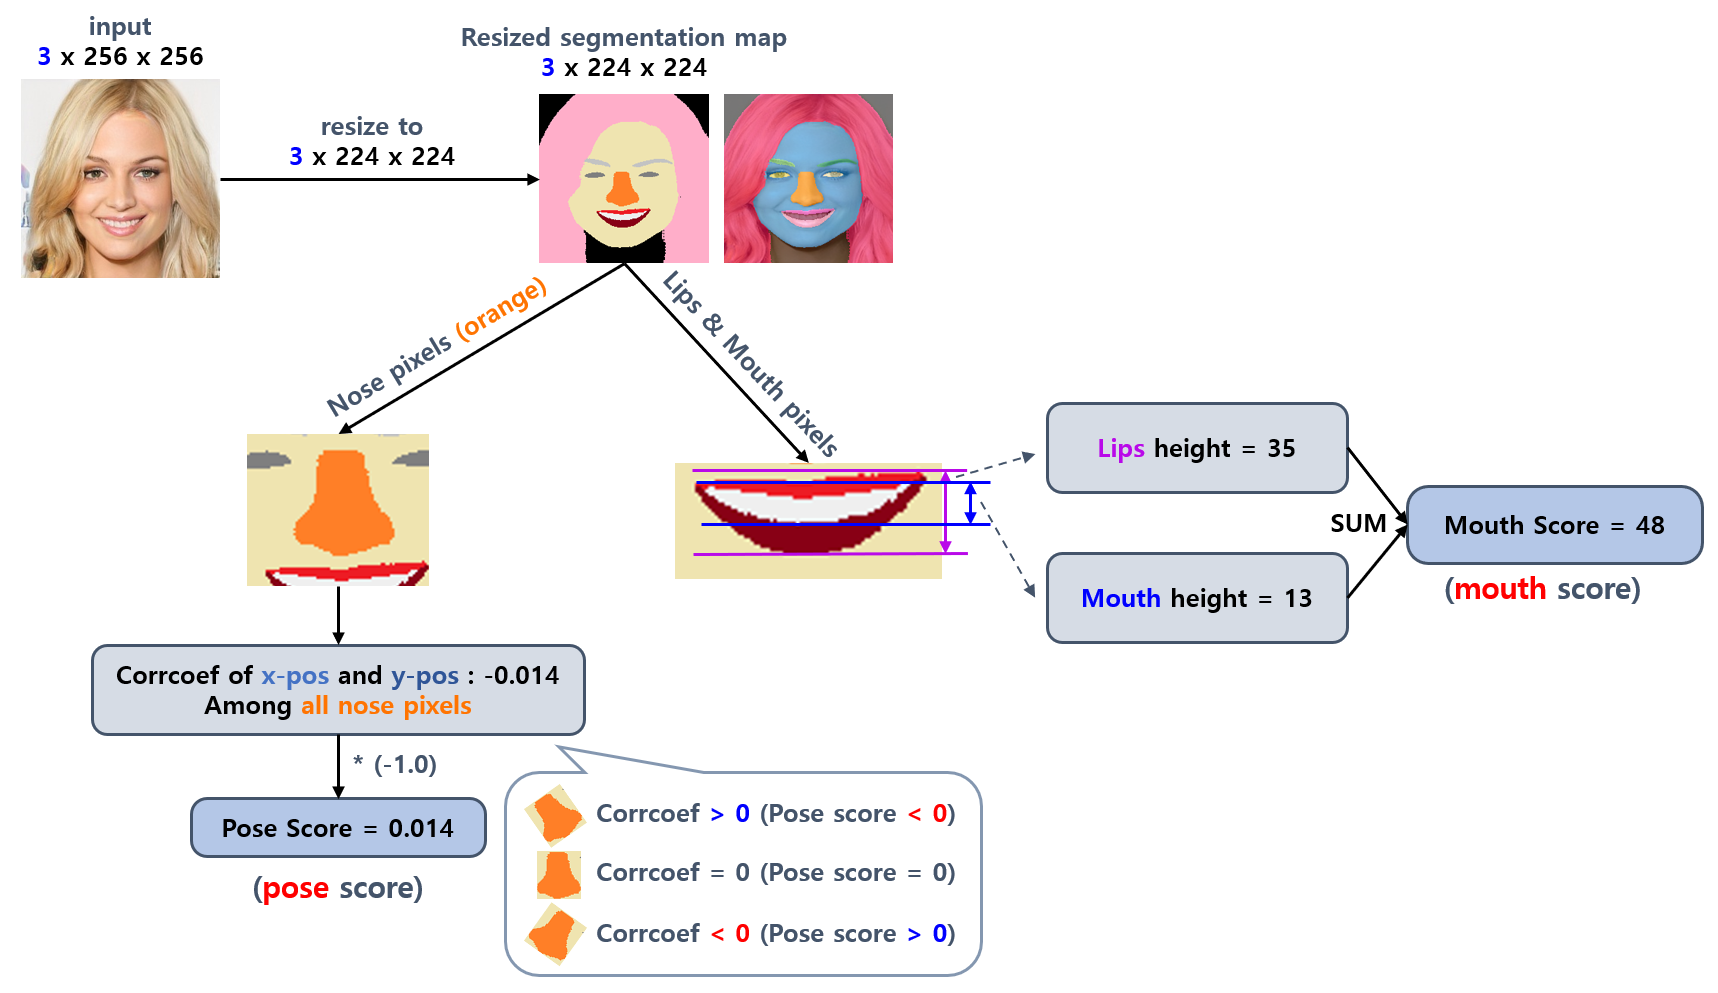 input
3 x 256 x 256
resize to
3 x 224 x 224
Resized segmentation map
3 x 224 x 224
Nose pixels (orange)
Lips & Mouth pixels
Lips height = 35
Mouth height = 13
SUM
Mouth Score = 48
(mouth score)
Corrcoef of x-pos and y-pos : -0.014
Among all nose pixels
* (-1.0)
Pose Score = 0.014
(pose score)
Corrcoef > 0 (Pose score < 0)
Corrcoef = 0 (Pose score = 0)
Corrcoef < 0 (Pose score > 0)